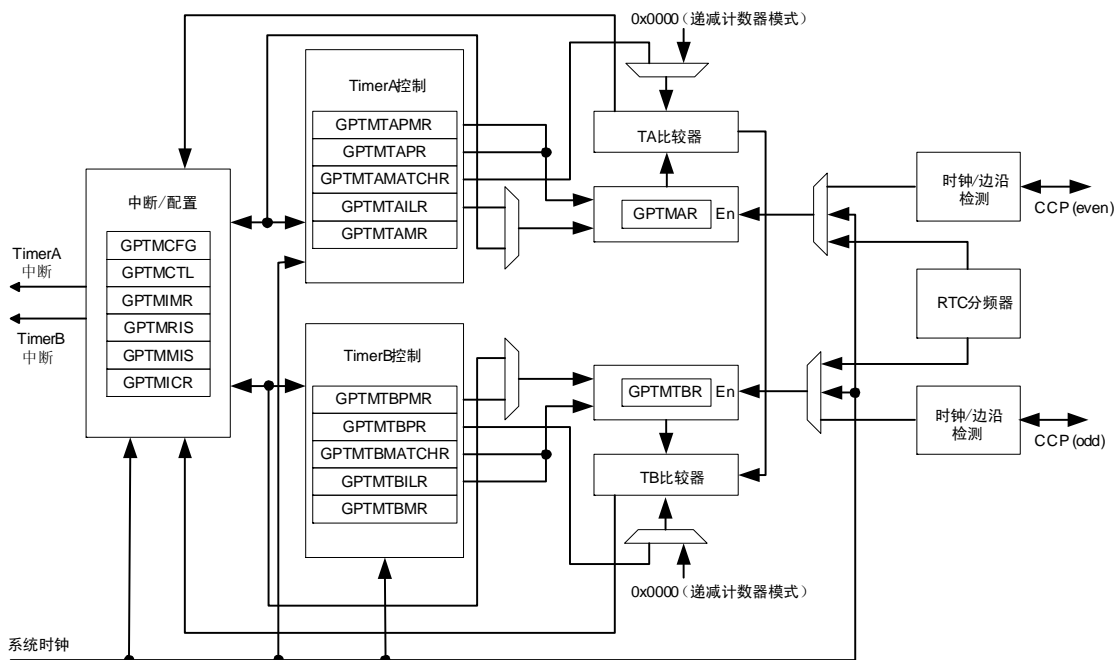 0x0000（递减计数器模式）
TimerA控制
GPTMTAPMR
GPTMTAPR
GPTMTAMATCHR
GPTMTAILR
GPTMTAMR
TA比较器
GPTMAR
En
时钟/边沿
检测
CCP(even)
中断/配置
GPTMCFG
GPTMCTL
GPTMIMR
GPTMRIS
GPTMMIS
GPTMICR
TimerA
中断
TimerB
中断
RTC分频器
TimerB控制
GPTMTBPMR
GPTMTBPR
GPTMTBMATCHR
GPTMTBILR
GPTMTBMR
GPTMTBR
En
TB比较器
时钟/边沿
检测
CCP(odd)
0x0000（递减计数器模式）
系统时钟